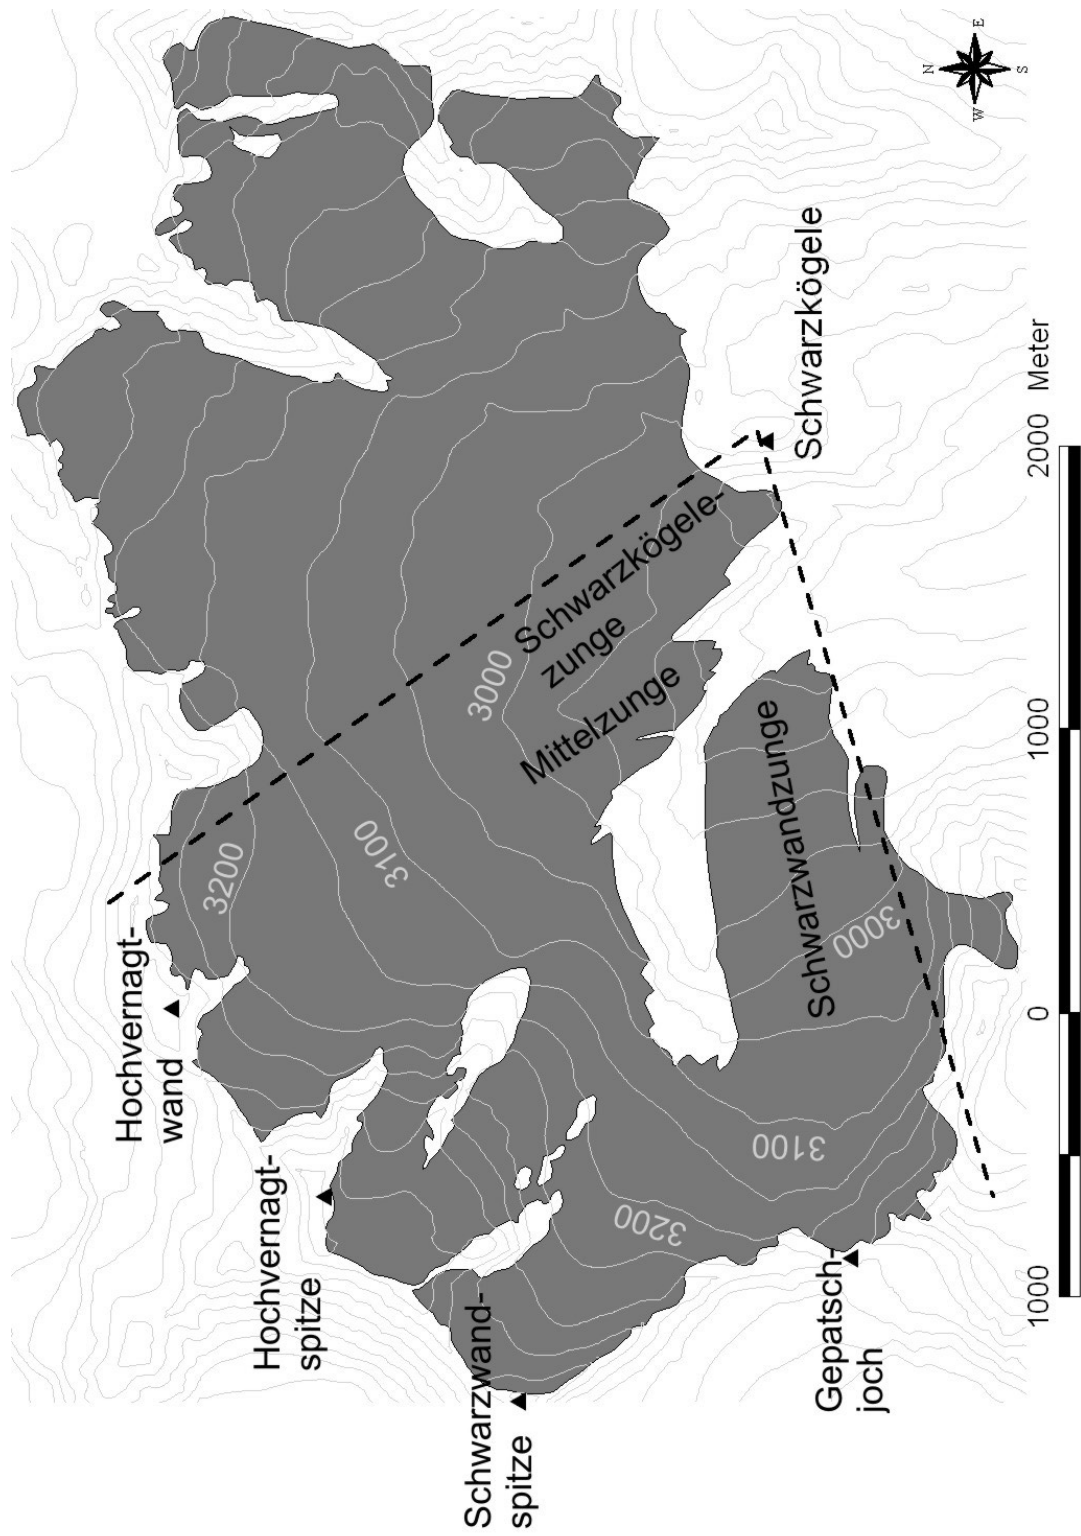 Hochvernagt-
wand
Hochvernagt-
spitze
Schwarzwand-
spitze
Gepatsch-
joch
Schwarzkögele
Schwarzkögele-
zunge
Mittelzunge
Schwarzwandzunge
3200
3100
3000
3200
3100
3000
N
E
S
W
1000 0 1000 2000 Meter